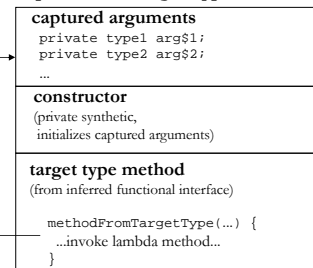 captured arguments
private type1 arg$1;
private type2 arg$2;
...
constructor
(private synthetic,
initializes captured arguments)
target type method
(from inferred functional interface)
methodFromTargetType(...) {
...invoke lambda method...
}